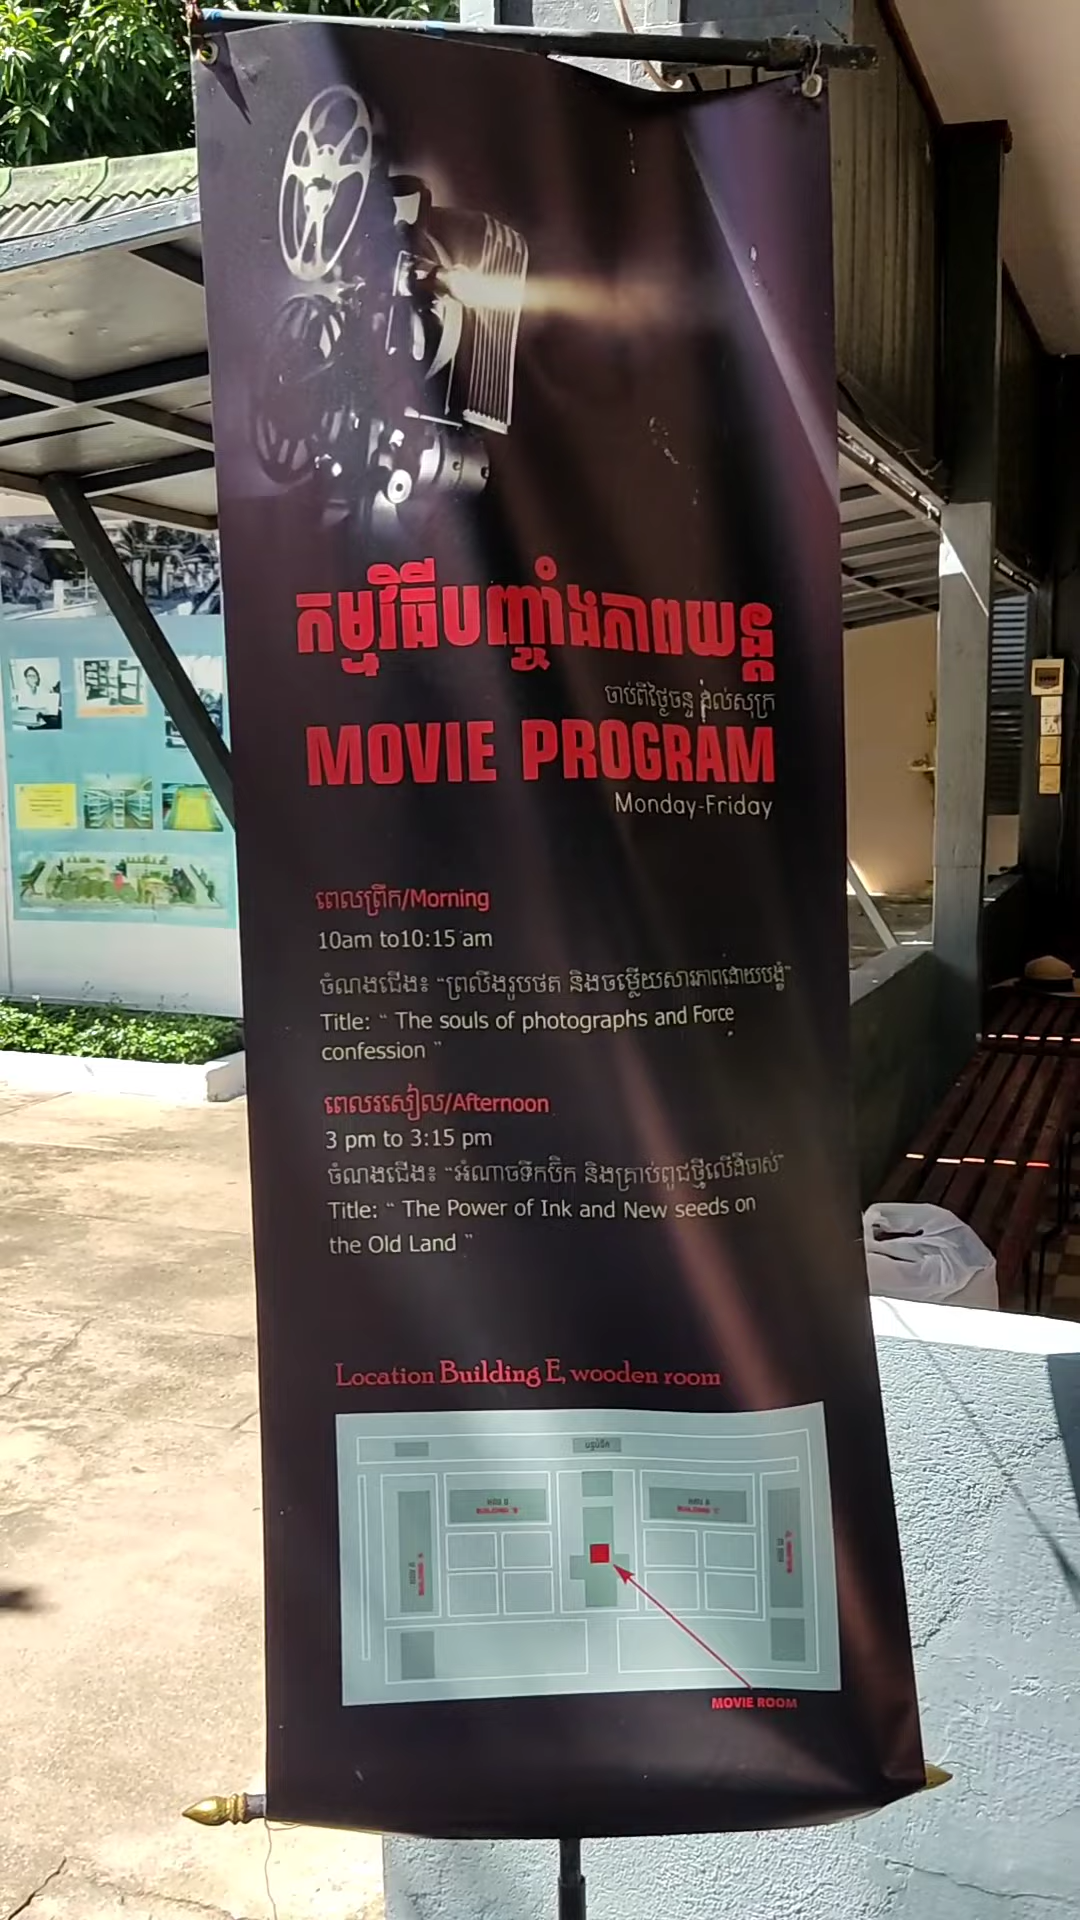 កម្មវិធីបញ្ចាំងភាពយន្ត
ចាប់ពីថ្ងៃចន្ទ ដល់សុក្រ
MOVIE PROGRAM
Monday-Friday
ពេលព្រឹក/Morning
10am to10:15 am
ចំណងជើង៖ “ព្រលឹងរូបថត និងចម្លើយសារភាពដោយបង្ខំ”
Title: “ The souls of photographs and Force
confession ”
ពេលរសៀល/Afternoon
3 pm to 3:15 pm
ចំណងជើង៖ “អំណាចទឹកប៊ិក និងគ្រាប់ពូជថ្មីលើដីចាស់”
Title: “ The Power of Ink and New seeds on
the Old Land ”
Location Building E, wooden room
MOVIE ROOM